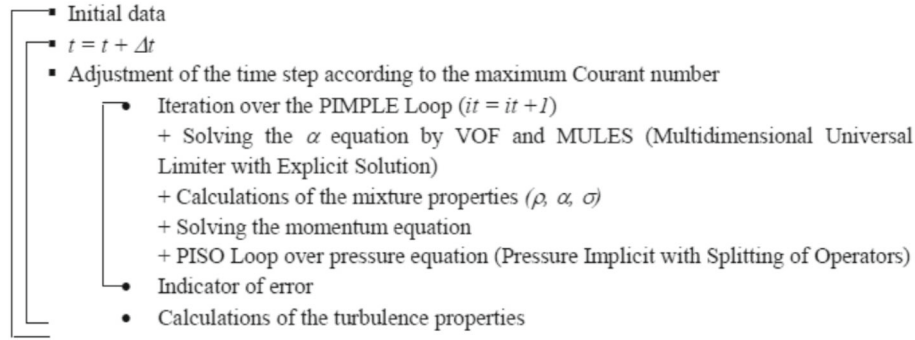 ▪ Initial data
▪ t = t + Δt
▪ Adjustment of the time step according to the maximum Courant number
• Iteration over the PIMPLE Loop (it = it +1)
+ Solving the α equation by VOF and MULES (Multidimensional Universal
Limiter with Explicit Solution)
+ Calculations of the mixture properties (ρ, α, σ)
+ Solving the momentum equation
+ PISO Loop over pressure equation (Pressure Implicit with Splitting of Operators)
• Indicator of error
• Calculations of the turbulence properties